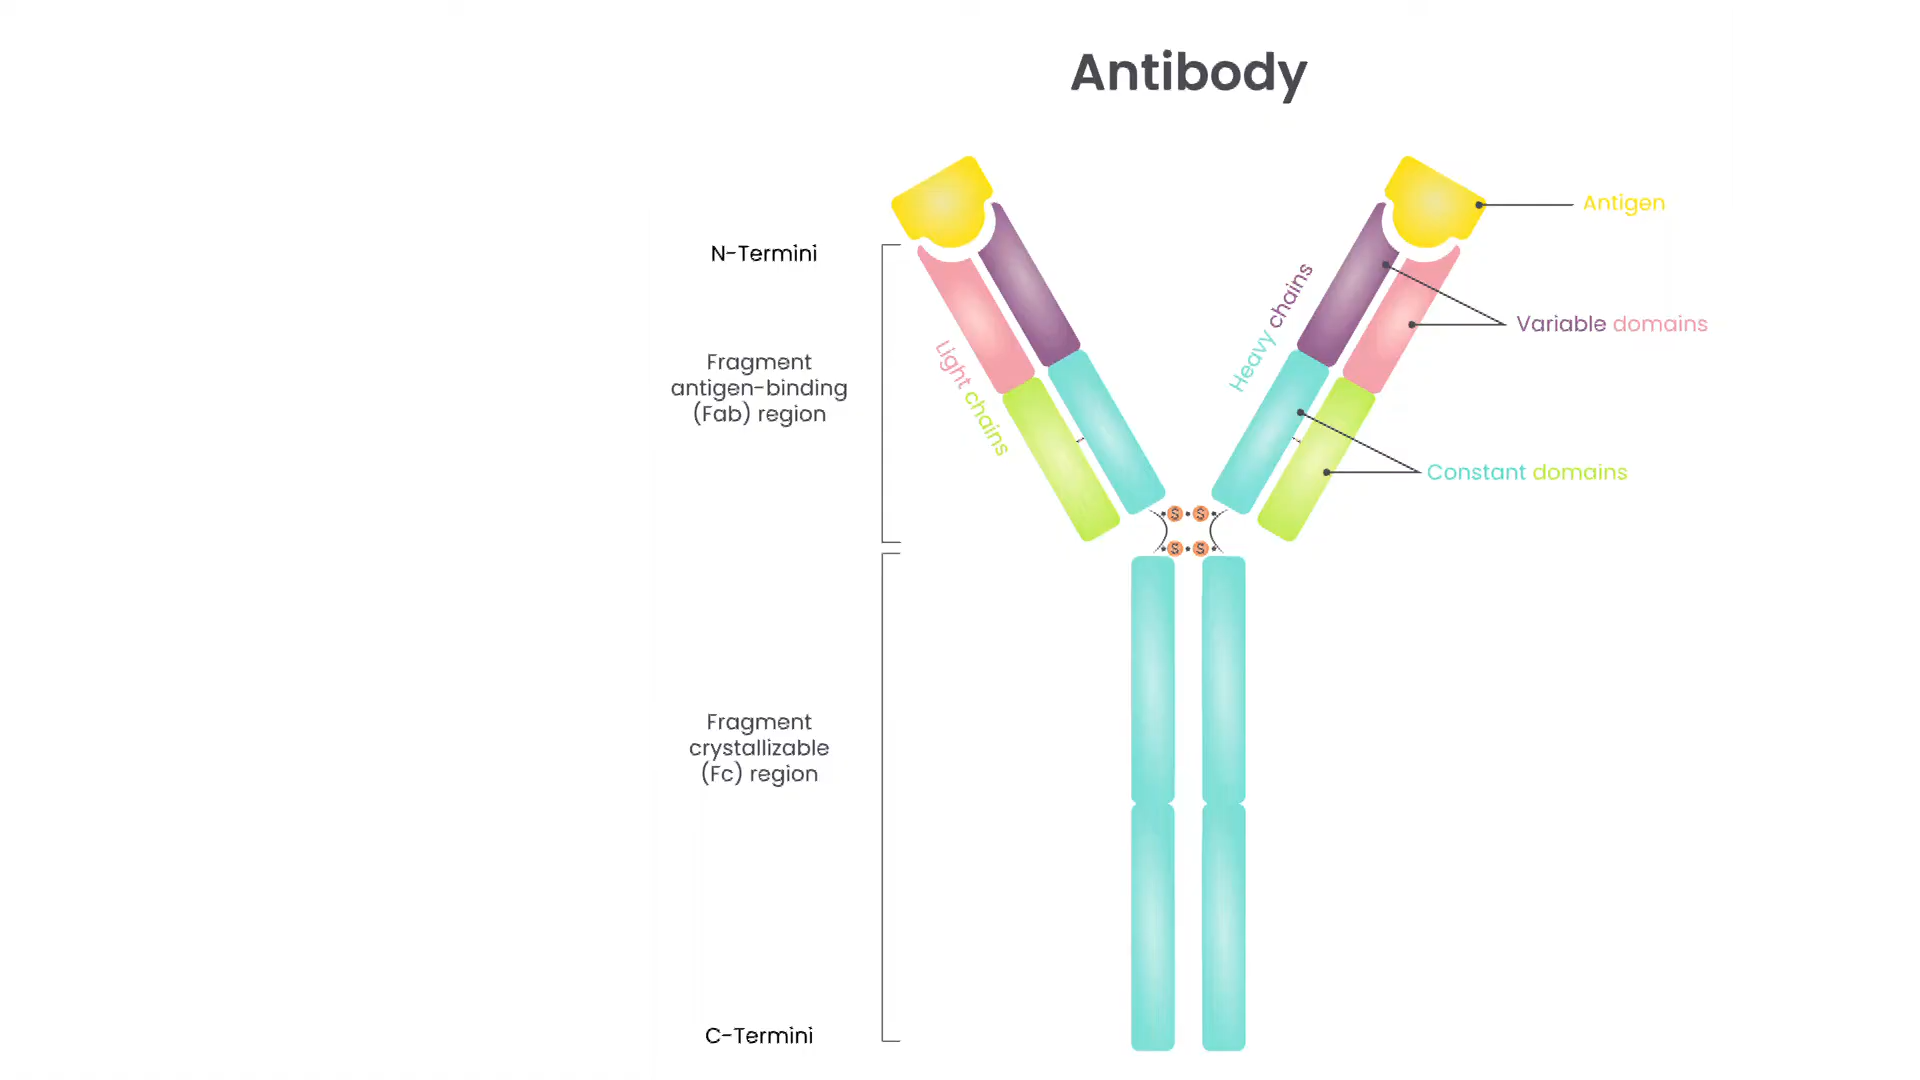 Antibody
Antigen
N-Termini
Heavy chains
Variable domains
Light chains
Fragment
antigen-binding
(Fab) region
Constant domains
S S
S S
Fragment
crystallizable
(Fc) region
C-Termini